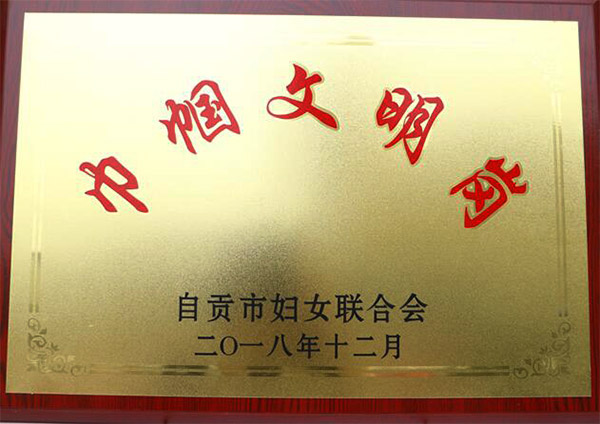 巾帼文明岗
自贡市妇女联合会
二〇一八年十二月